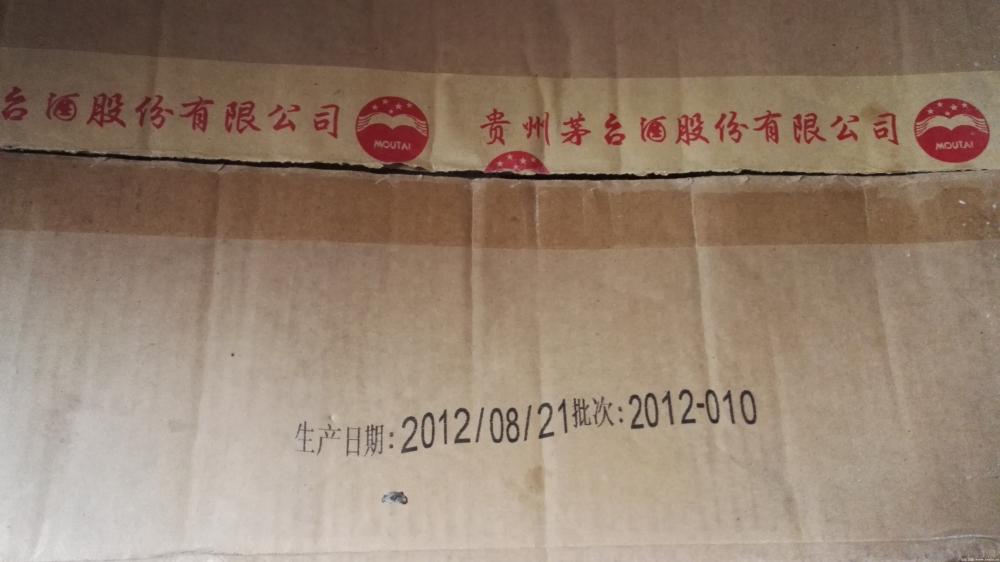 台酒股份有限公司 MOUTAI 贵州茅台酒股份有限公司 MOUTAI
生产日期:2012/08/21批次:2012-010